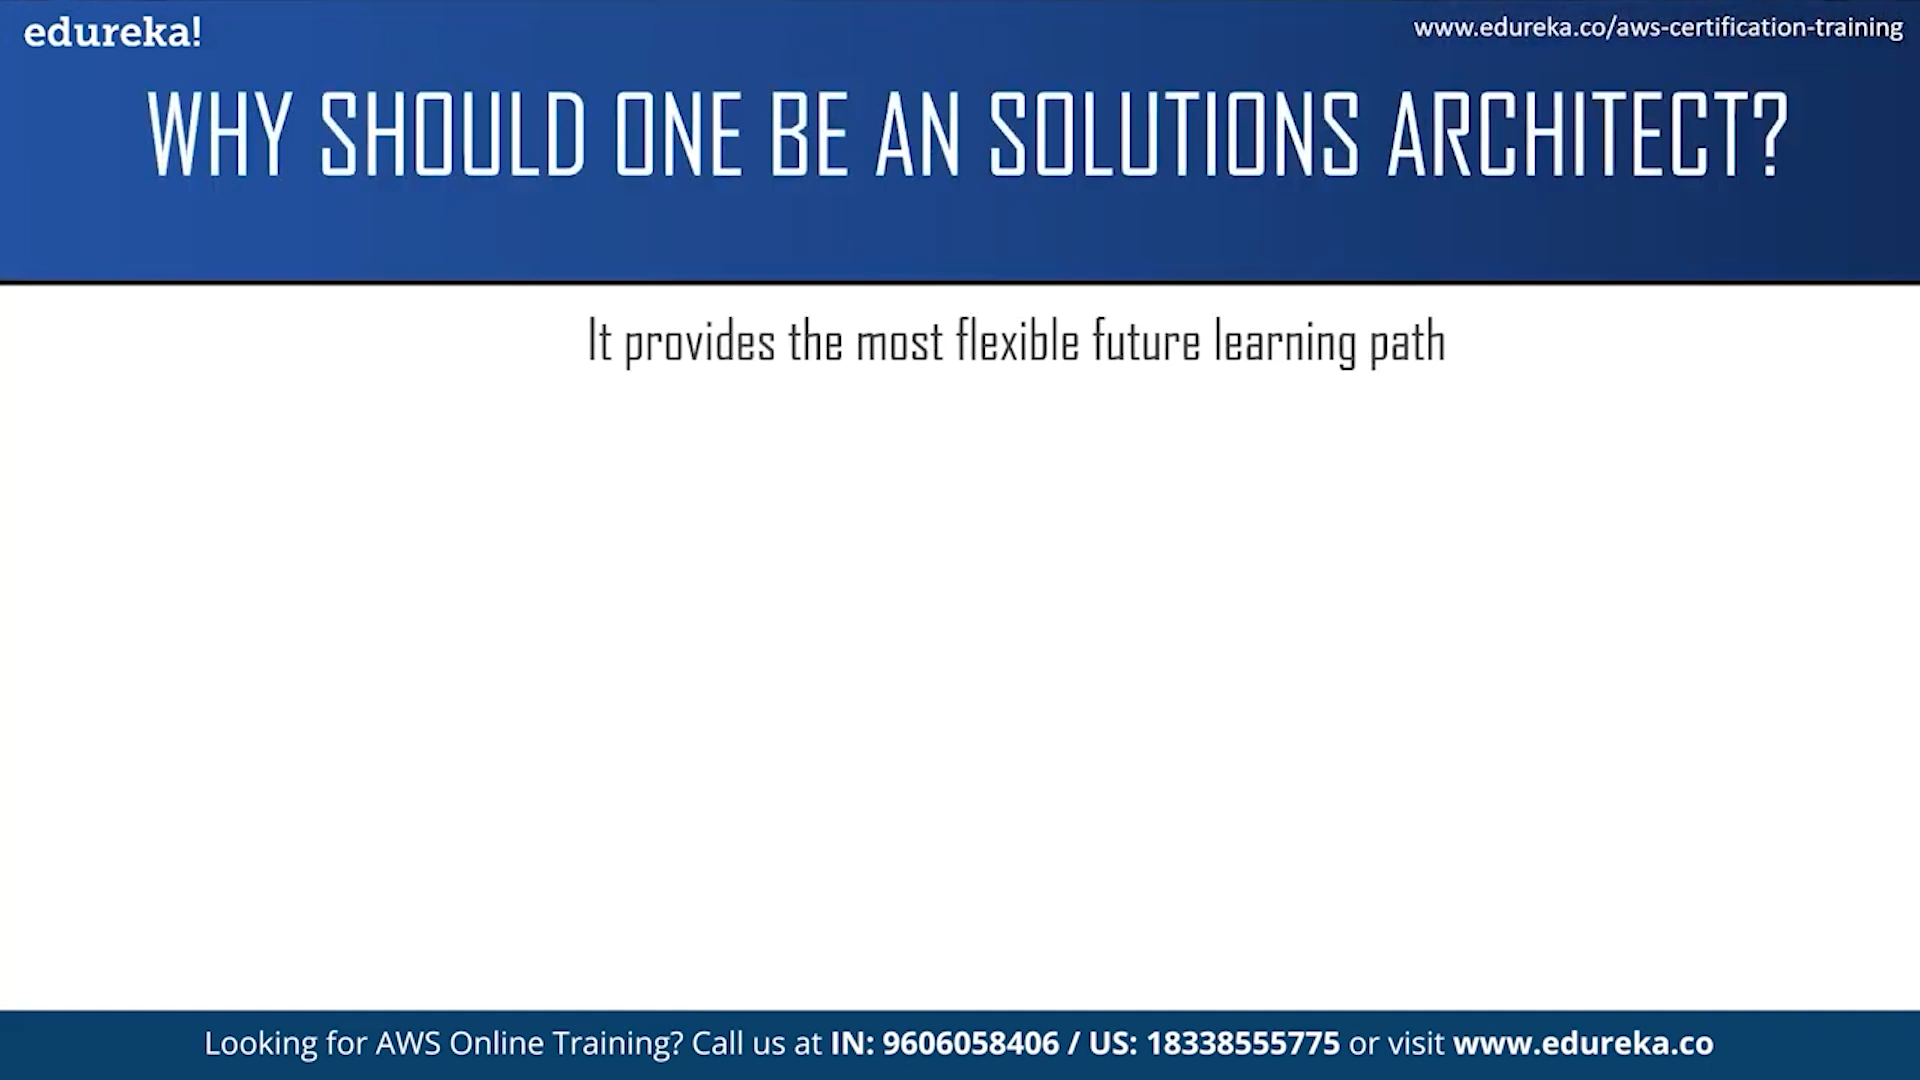 edureka!
www.edureka.co/aws-certification-training
WHY SHOULD ONE BE AN SOLUTIONS ARCHITECT?
It provides the most flexible future learning path
Looking for AWS Online Training? Call us at IN: 9606058406 / US: 18338555775 or visit www.edureka.co